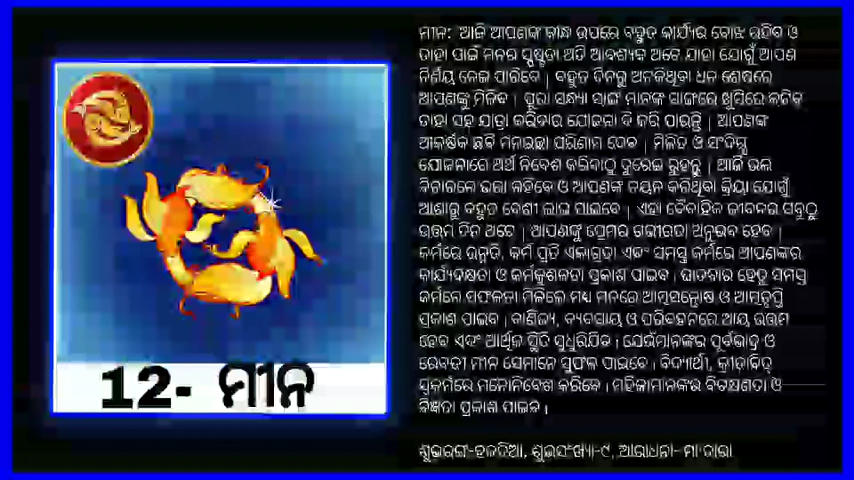 ମୀନ: ଆଜି ଆପଣଙ୍କ କାନ୍ଧ ଉପରେ ବହୁତ କାର୍ଯ୍ୟର ବୋଝ ରହିବ ଓ
ତାହା ପାଇଁ ମନର ସ୍ପଷ୍ଟତା ଅତି ଆବଶ୍ୟକ ଅଟେ ଯାହା ଯୋଗୁଁ ଆପଣ
ନିର୍ଣୟ ନେଇ ପାରିବେ | ବହୁତ ଦିନରୁ ଅଟକିଥିବା ଧନ ଶେଷରେ
ଆପଣଙ୍କୁ ମିଳିବ | ପୁରା ସନ୍ଧ୍ୟା ସାଙ୍ଗ ମାନଙ୍କ ସାଙ୍ଗରେ ଖୁସିରେ କଟିବ
ତାହା ସହ ଯାତ୍ରା କରିବାର ଯୋଜନା ବି କରି ପାରନ୍ତି | ଆପଣଙ୍କ
ଆକର୍ଷକ ଛବି ମନଇଚ୍ଛା ପରିଣାମ ଦେବ | ମିଳିତ ଓ ସଂଦିଗ୍ଧ
ଯୋଜନାରେ ଅର୍ଥ ନିବେଶ କରିବାଠୁ ଦୁରେଇ ରୁହନ୍ତୁ | ଆଜି ଭଲ
ବିଚାରରେ ଭରା ରହିବେ ଓ ଆପଣଙ୍କ ଚୟନ କରିଥିବା କ୍ରିୟା ଯୋଗୁଁ
ଆଶାରୁ ବହୁତ ବେଶୀ ଲାଭ ପାଇବେ | ଏହା ବୈବାହିକ ଜୀବନର ସବୁଠୁ
ଉତ୍ତମ ଦିନ ଅଟେ | ଆପଣଙ୍କୁ ପ୍ରେମର ଗଭୀରତା ଅନୁଭବ ହେବ |
କର୍ମରେ ଉନ୍ନତି, କର୍ମ ପ୍ରତି ଏକାଗ୍ରତା ଏବଂ ସମସ୍ତ କର୍ମରେ ଆପଣଙ୍କର
କାର୍ଯ୍ୟଦକ୍ଷତା ଓ କର୍ମକୁଶଳତା ପ୍ରକାଶ ପାଇବ | ହେତୁ ସମସ୍ତ
କର୍ମରେ ସଫଳତା ମିଳିଲେ ମଧ୍ୟ ମନରେ ଆତ୍ମସନ୍ତୋଷ ଓ ଆତ୍ମତୃପ୍ତି
ପ୍ରକାଶ ପାଇବ | ବାଣିଜ୍ୟ, ବ୍ୟବସାୟ ଓ ପରିବହନରେ ଆୟ ଉତ୍ତମ
ହେବ ଏବଂ ଆର୍ଥିକ ସ୍ଥିତି ସୁଧୁରିଯିବ | ଯେଉଁମାନଙ୍କର ପୂର୍ବଭାଦ୍ର ଓ
ରେବତୀ ମୀନ ସେମାନେ ସୁଫଳ ପାଇବେ | ବିଦ୍ୟାର୍ଥୀ, କ୍ରୀଡ଼ାବିତ୍
ସ୍ୱକର୍ମରେ ମନୋନିବେଶ କରିବେ | ମହିଳାମାନଙ୍କର ବିଚକ୍ଷଣତା ଓ
ବିଜ୍ଞତା ପ୍ରକାଶ ପାଇବ |
ଶୁଭରଙ୍ଗ-ହଳଦିଆ, ଶୁଭସଂଖ୍ୟା-୯, ଆରାଧନା- ମା' ତାରା
12- ମୀନ